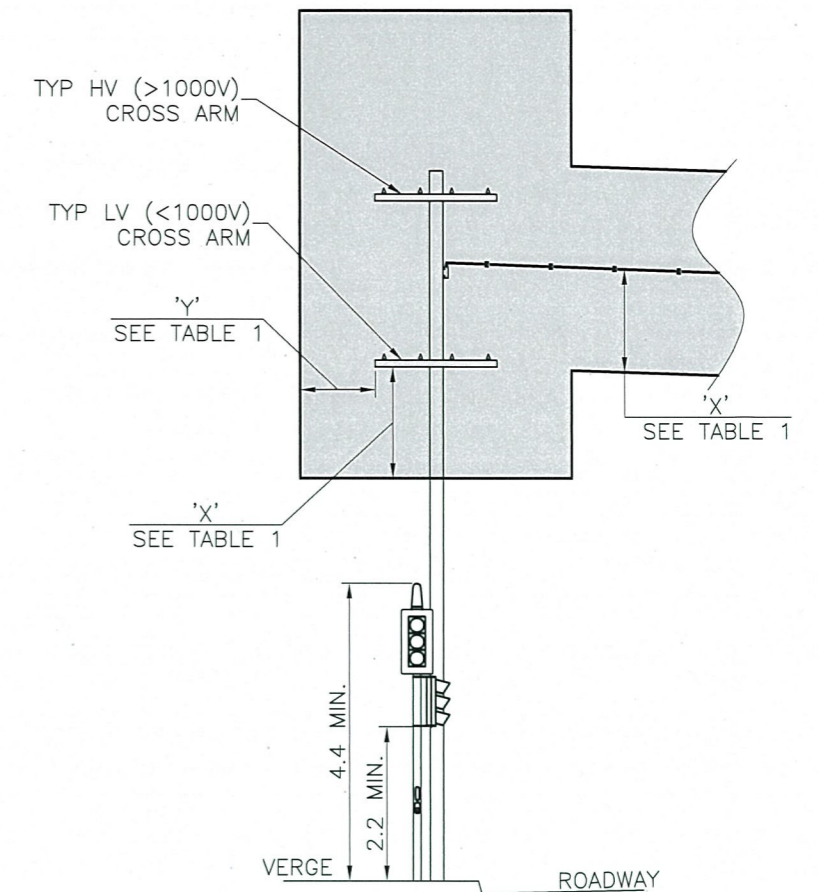 TYP HV (>1000V)
CROSS ARM
TYP LV (<1000V)
CROSS ARM
'Y'
SEE TABLE 1
'X'
SEE TABLE 1
'X'
SEE TABLE 1
4.4 MIN.
2.2 MIN.
VERGE
ROADWAY